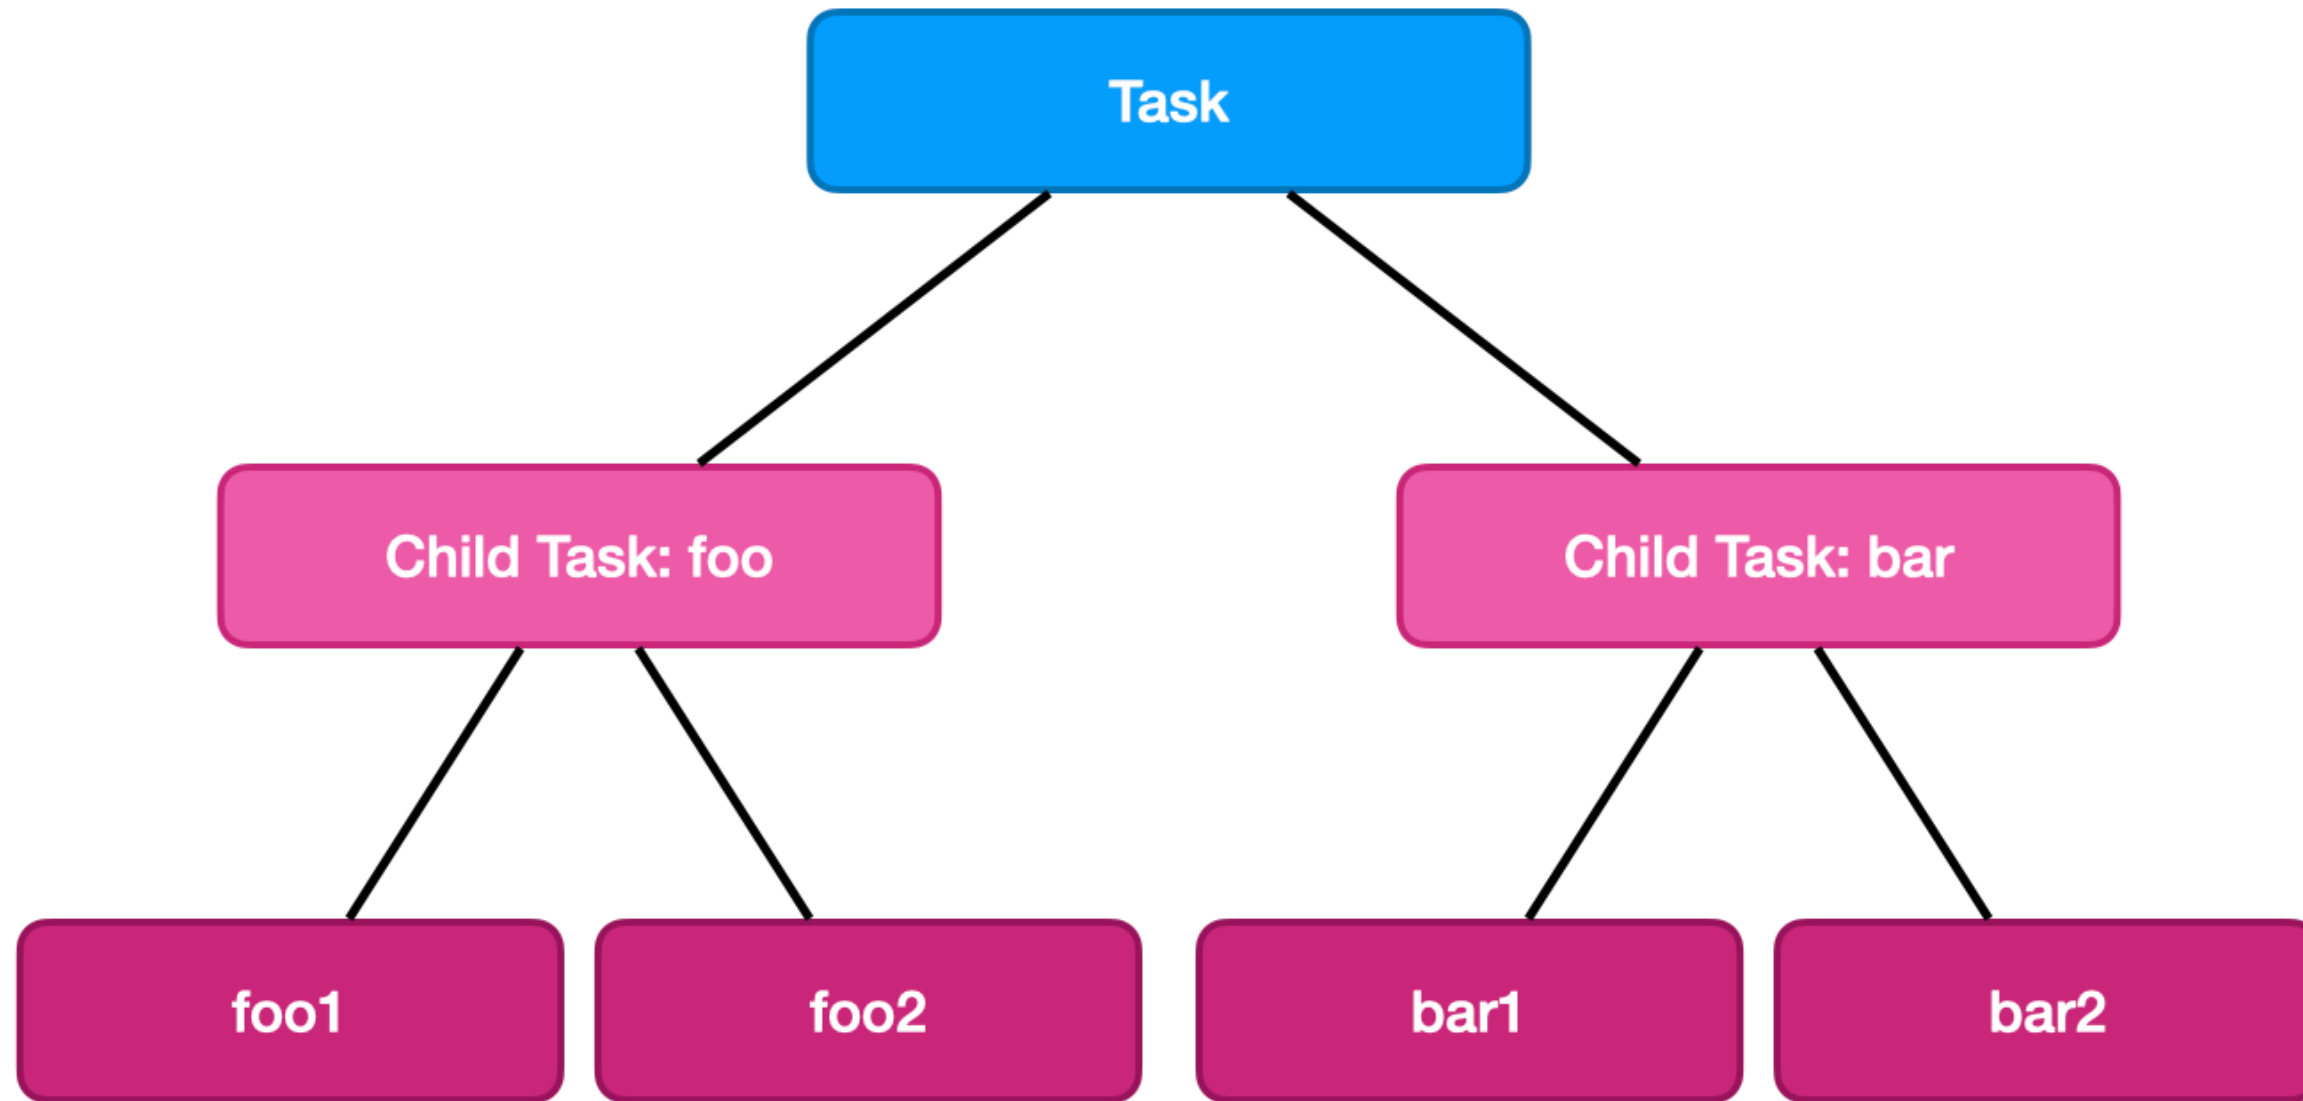 Task
Child Task: foo
Child Task: bar
foo1
foo2
bar1
bar2